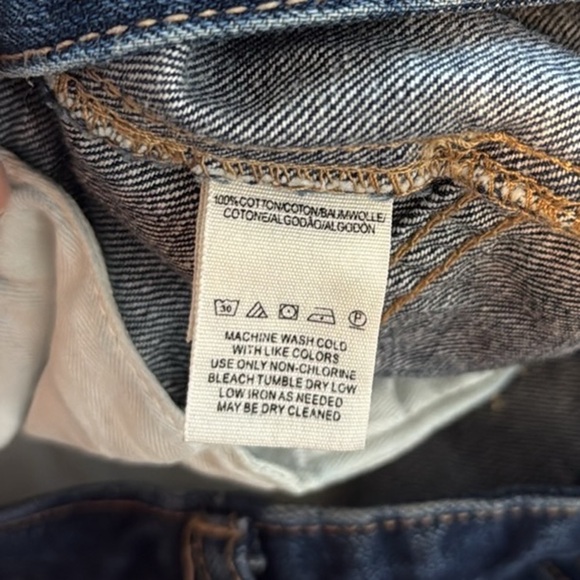 100%COTTON/COTON/BAUMWOLLE/
COTONE/ALGODÃO/ALGODÓN
30 P
MACHINE WASH COLD
WITH LIKE COLORS
USE ONLY NON-CHLORINE
BLEACH TUMBLE DRY LOW
LOW IRON AS NEEDED
MAY BE DRY CLEANED